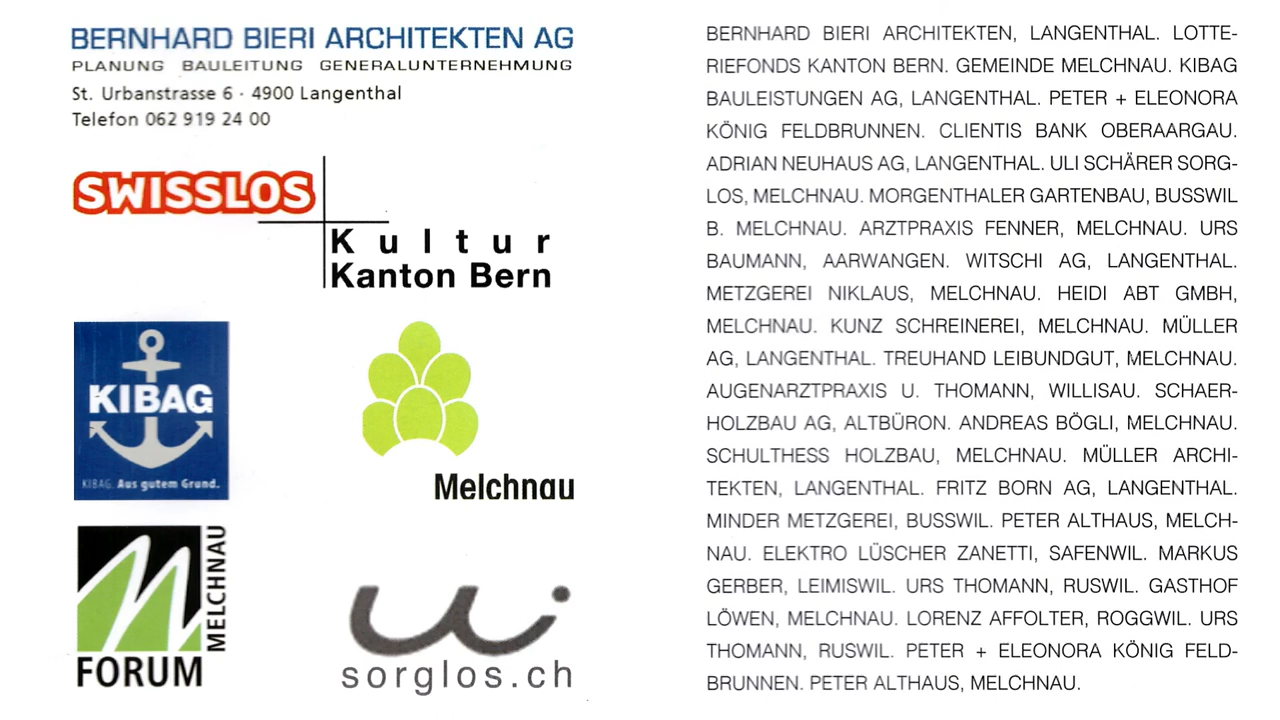 BERNHARD BIERI ARCHITEKTEN AG
PLANUNG BAULEITUNG GENERALUNTERNEHMUNG
St. Urbanstrasse 6 · 4900 Langenthal
Telefon 062 919 24 00
SWISSLOS
Kultur
Kanton Bern
KIBAG
KIBAG. Aus gutem Grund.
Melchnau
MELCHNAU
FORUM
ui
sorglos.ch
BERNHARD BIERI ARCHITEKTEN, LANGENTHAL. LOTTE-
RIEFONDS KANTON BERN. GEMEINDE MELCHNAU. KIBAG
BAULEISTUNGEN AG, LANGENTHAL. PETER + ELEONORA
KÖNIG FELDBRUNNEN. CLIENTIS BANK OBERAARGAU.
ADRIAN NEUHAUS AG, LANGENTHAL. ULI SCHÄRER SORG-
LOS, MELCHNAU. MORGENTHALER GARTENBAU, BUSSWIL
B. MELCHNAU. ARZTPRAXIS FENNER, MELCHNAU. URS
BAUMANN, AARWANGEN. WITSCHI AG, LANGENTHAL.
METZGEREI NIKLAUS, MELCHNAU. HEIDI ABT GMBH,
MELCHNAU. KUNZ SCHREINEREI, MELCHNAU. MÜLLER
AG, LANGENTHAL. TREUHAND LEIBUNDGUT, MELCHNAU.
AUGENARZTPRAXIS U. THOMANN, WILLISAU. SCHAER-
HOLZBAU AG, ALTBÜRON. ANDREAS BÖGLI, MELCHNAU.
SCHULTHESS HOLZBAU, MELCHNAU. MÜLLER ARCHI-
TEKTEN, LANGENTHAL. FRITZ BORN AG, LANGENTHAL.
MINDER METZGEREI, BUSSWIL. PETER ALTHAUS, MELCH-
NAU. ELEKTRO LÜSCHER ZANETTI, SAFENWIL. MARKUS
GERBER, LEIMISWIL. URS THOMANN, RUSWIL. GASTHOF
LÖWEN, MELCHNAU. LORENZ AFFOLTER, ROGGWIL. URS
THOMANN, RUSWIL. PETER + ELEONORA KÖNIG FELD-
BRUNNEN. PETER ALTHAUS, MELCHNAU.